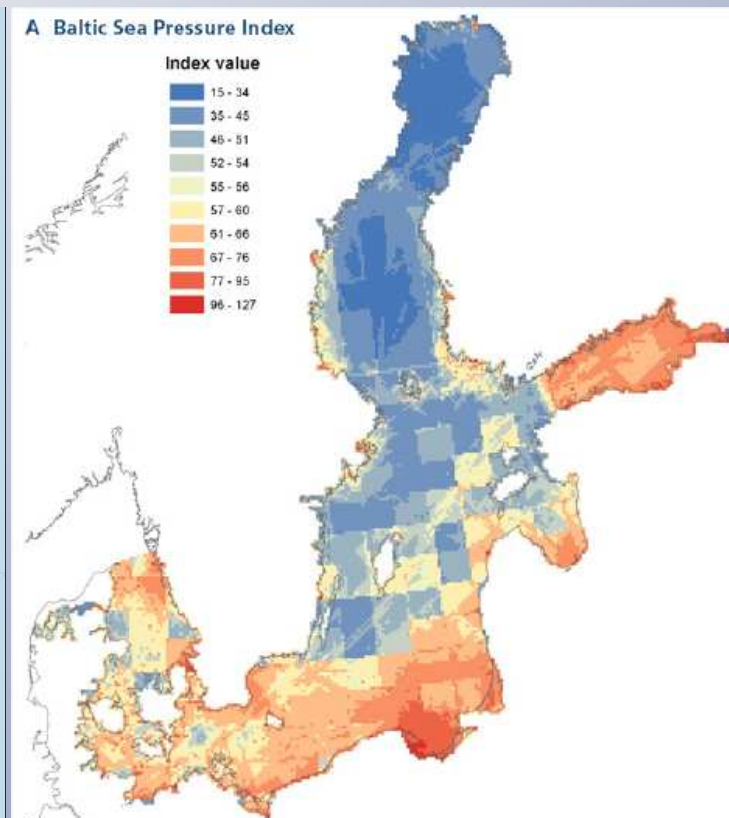 A Baltic Sea Pressure Index
Index value
15 - 34
35 - 45
46 - 51
52 - 54
55 - 56
57 - 60
61 - 66
67 - 76
77 - 95
96 - 127